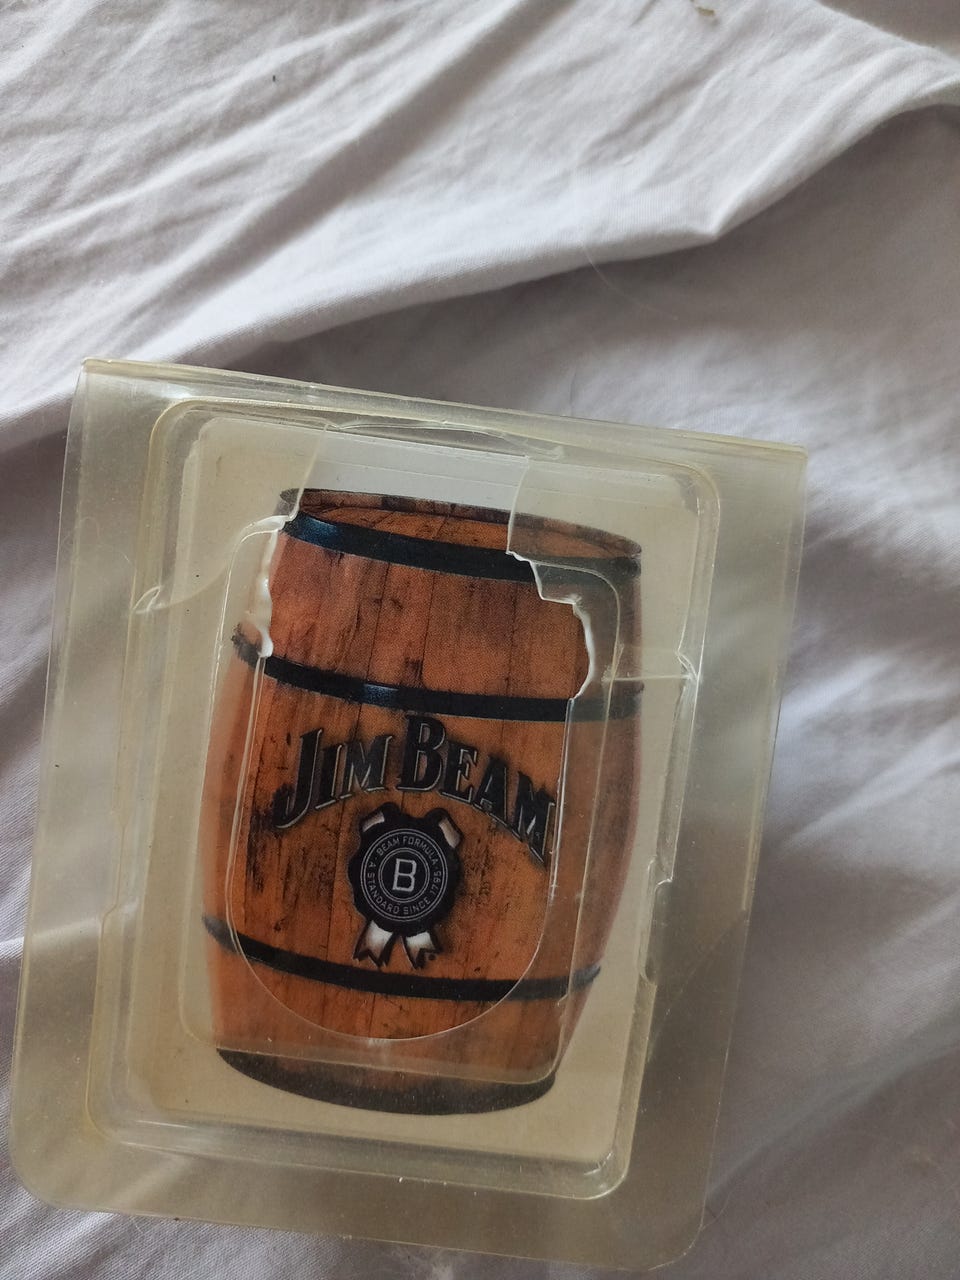 JIM BEAM
BEAM FORMULA
B
A STANDARD SINCE 1795